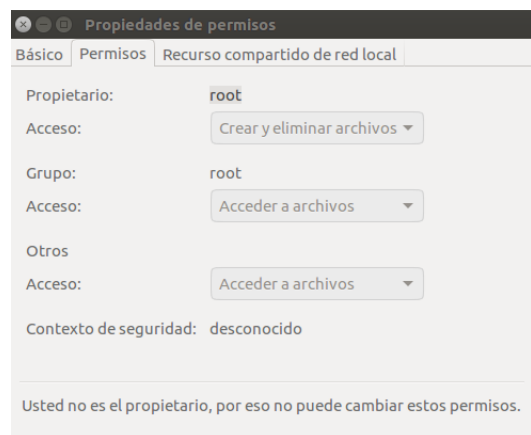 Propiedades de permisos
Básico Permisos Recurso compartido de red local
Propietario: root
Acceso: Crear y eliminar archivos
Grupo: root
Acceso: Acceder a archivos
Otros
Acceso: Acceder a archivos
Contexto de seguridad: desconocido
Usted no es el propietario, por eso no puede cambiar estos permisos.